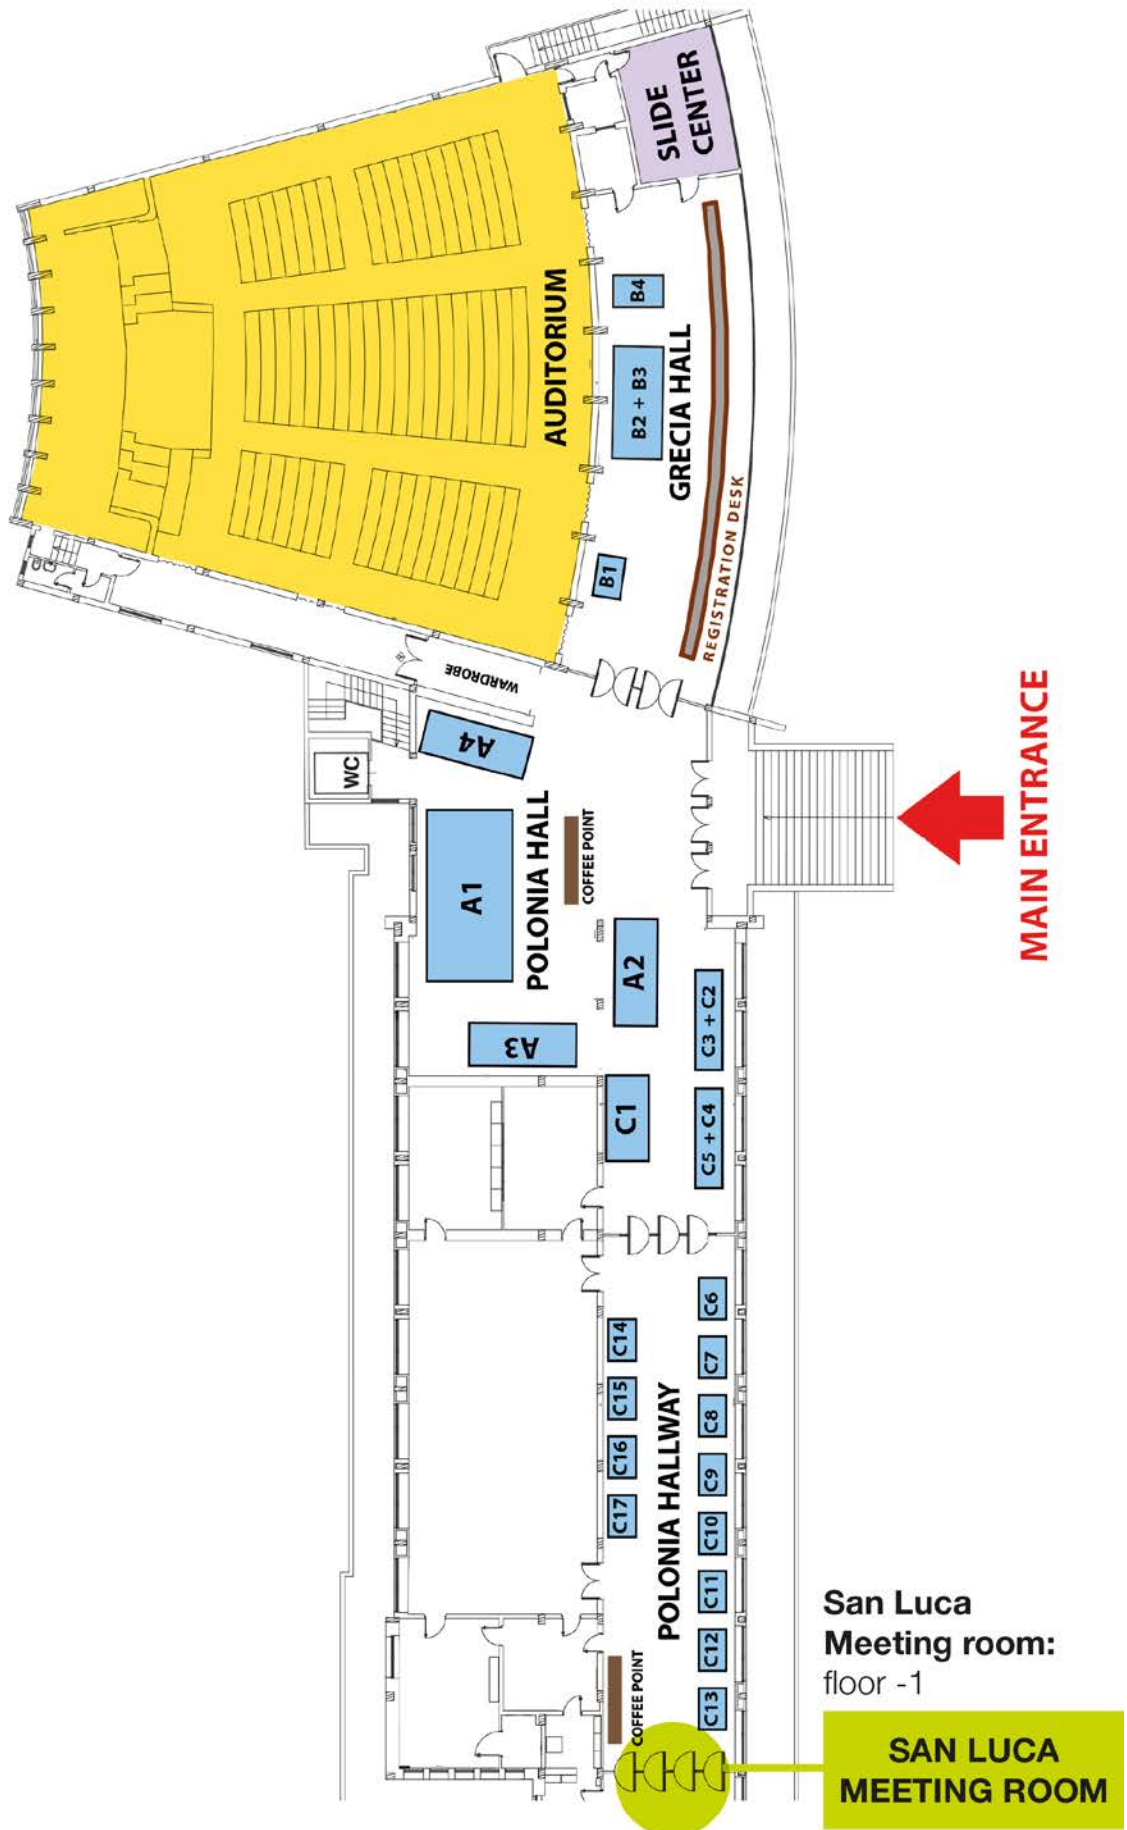 SLIDE
CENTER
AUDITORIUM
B4
B2 + B3
GRECIA HALL
B1
REGISTRATION DESK
WARDROBE
A4
WC
A1
POLONIA HALL
COFFEE POINT
MAIN ENTRANCE
A2
A3
C3 + C2
C1
C5 + C4
C6
C14
C7
C15
C8
C16
C9
C17
C10
POLONIA HALLWAY
C11
C12
C13
COFFEE POINT
San Luca
Meeting room:
floor -1
SAN LUCA
MEETING ROOM